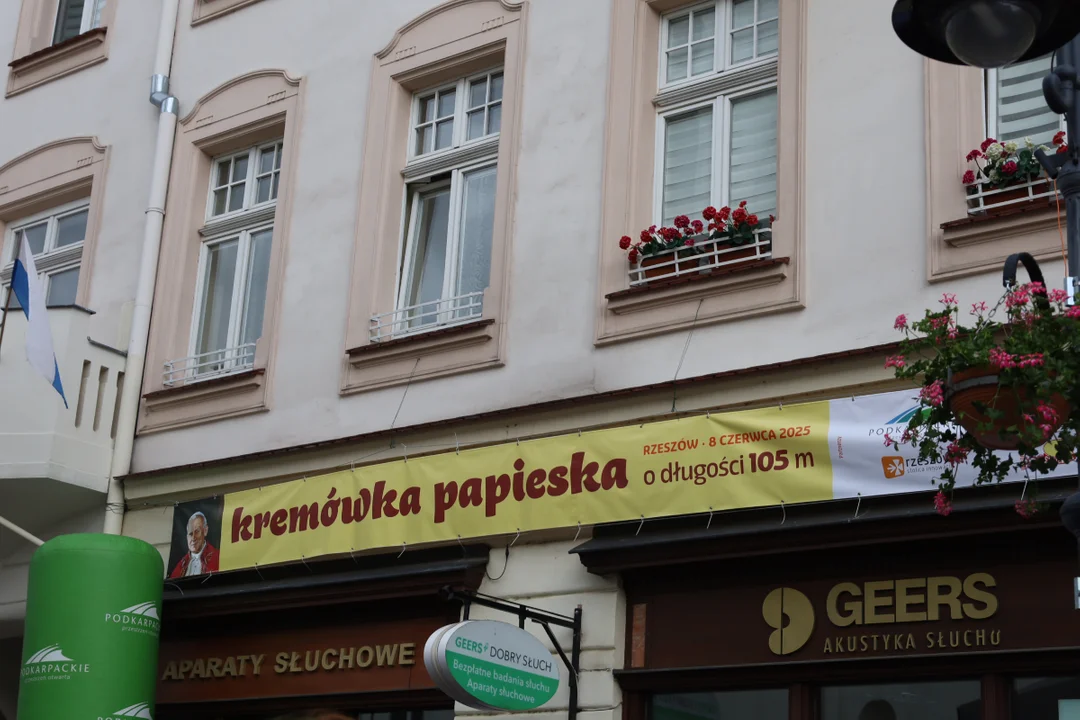 kremówka papieska
RZESZÓW · 8 CZERWCA 2025
o długości 105 m
GEERS
AKUSTYKA SŁUCHU
APARATY SŁUCHOWE
GEERS DOBRY SŁUCH
Bezpłatne badania słuchu
Aparaty słuchowe
PODKARPACKIE
PODKARPACKIE